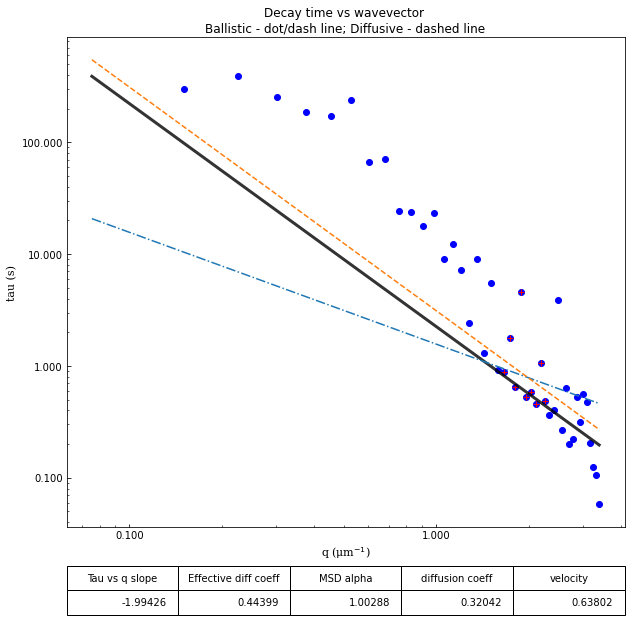 Decay time vs wavevector
Ballistic - dot/dash line; Diffusive - dashed line
100.000
10.000
1.000
0.100
tau (s)
0.100 1.000
q (μm⁻¹)
Tau vs q slope Effective diff coeff MSD alpha diffusion coeff velocity
-1.99426 0.44399 1.00288 0.32042 0.63802